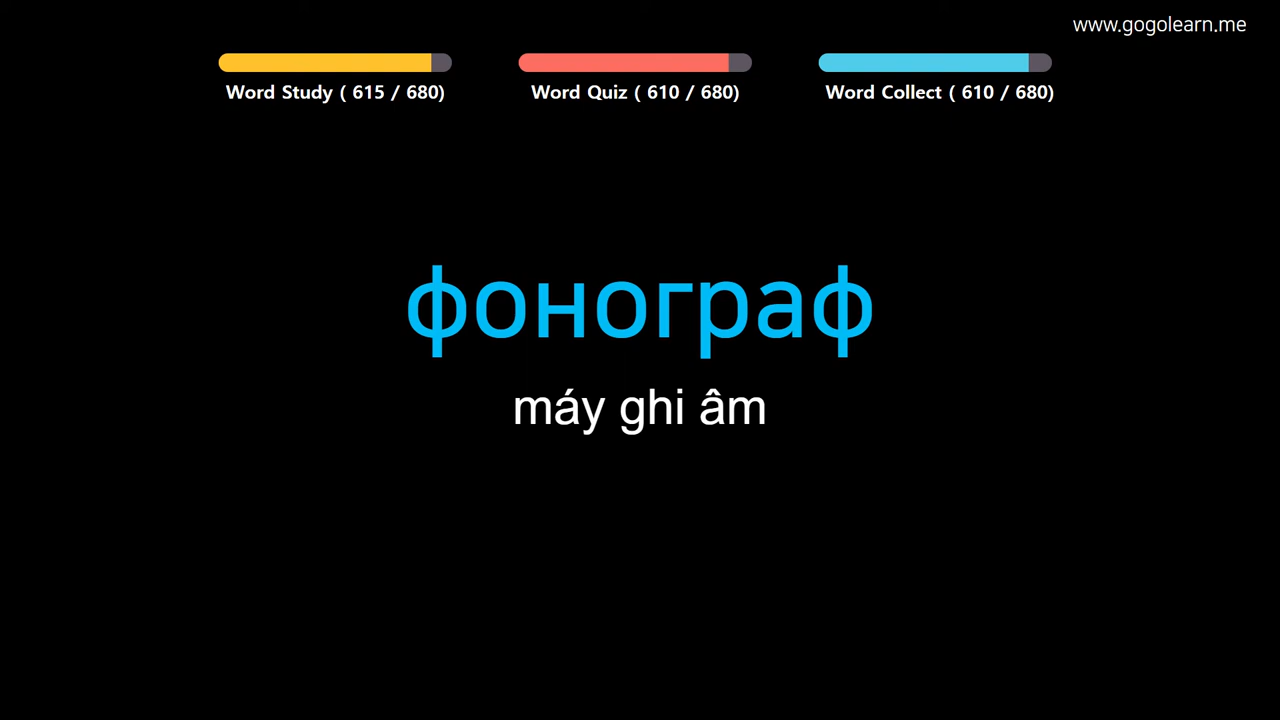 www.gogolearn.me
Word Study ( 615 / 680)
Word Quiz ( 610 / 680)
Word Collect ( 610 / 680)
фонограф
máy ghi âm